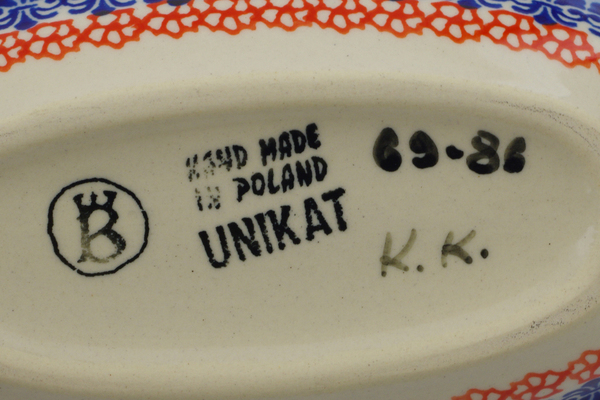 B
HAND MADE
IN POLAND
UNIKAT
69-86
K. K.